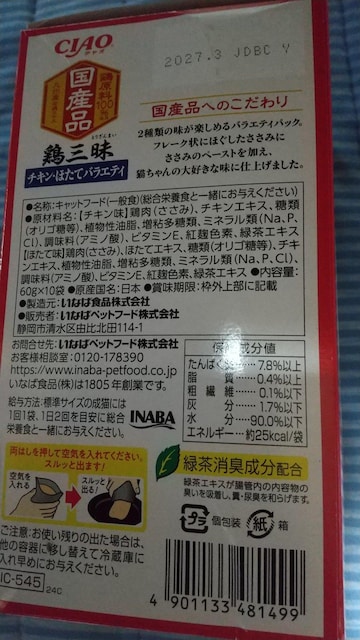 CIAO
チャオ
2027.3 JDBC Y
鶏原料100%
国産品
鶏三昧
とりざんまい
チキン・ほたてバラエティ
国産品へのこだわり
2種類の味が楽しめるバラエティパック。
フレーク状にほぐしたささみに
ささみのペーストを加え、
猫ちゃんの大好きな味に仕上げました。
●名称:キャットフード(一般食)(総合栄養食と一緒にお与えください)
●原材料名:【チキン味】鶏肉(ささみ)、チキンエキス、糖類
(オリゴ糖等)、植物性油脂、増粘多糖類、ミネラル類(Na、P、
Cl)、調味料(アミノ酸)、ビタミンE、紅麹色素、緑茶エキス
【ほたて味】鶏肉(ささみ)、ほたてエキス、糖類(オリゴ糖等)、チキ
ンエキス、植物性油脂、増粘多糖類、ミネラル類(Na、P、Cl)、
調味料(アミノ酸)、ビタミンE、紅麹色素、緑茶エキス ●内容量:
60g×10袋 ●原産国名:日本 ●賞味期限:枠外上部に記載
●製造元:いなば食品株式会社
●販売者:いなばペットフード株式会社
静岡市清水区由比北田114-1
お問合せ先:いなばペットフード株式会社
お客様相談室:0120-178390
https://www.inaba-petfood.co.jp
いなば食品(株)は1805年創業です。
給与方法:標準サイズの成猫には
1回1袋、1日2回を目安に総合
栄養食と一緒にお与えください。
INABA
保証成分値
たんぱく質 7.8%以上
脂質 0.4%以上
粗繊維 0.1%以下
灰分 1.7%以下
水分 90.0%以下
エネルギー 約25kcal/袋
両はしを押して空気を入れてください。
スルッと出ます!
空気を
入れる
スルッと
出る!
緑茶消臭成分配合
緑茶エキスが腸管内の内容物の
臭いを吸着し、糞・尿臭を和らげます。
プラ
個包装
紙
箱
ご注意:お使い残りの出た場合は、
他の容器に移し替えて冷蔵庫に
入れ早めにお与えください。
IC-545
24G
4 901133 481499